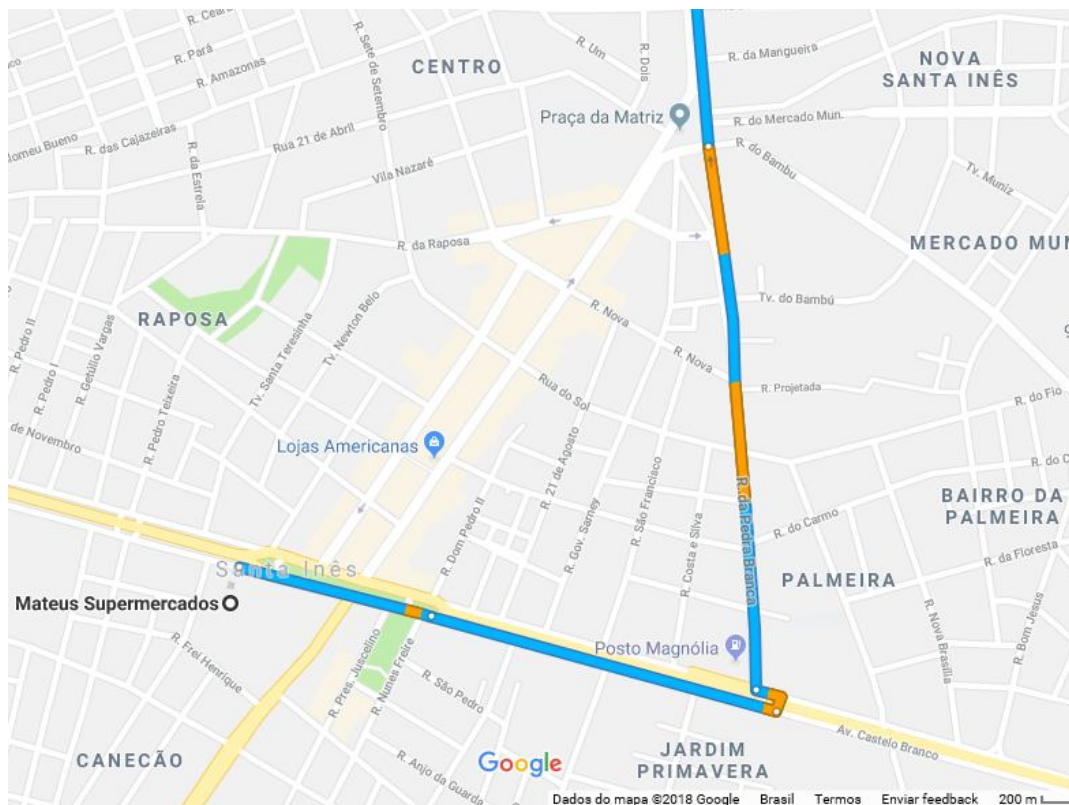 R. Ceará
R. Pará
R. Amazonas
R. Sete de Setembro
CENTRO
R. Um
R. Dois
R. da Mangueira
NOVA
SANTA INÊS
Praça da Matriz
R. do Mercado Mun.
R. do Bambu
Tv. Muniz
omeu Bueno
R. das Cajazeiras
R. da Estrela
Rua 21 de Abril
Vila Nazaré
R. da Raposa
MERCADO MUN
RAPOSA
R. Pedro II
R. Pedro I
R. Getúlio Vargas
R. Pedro Teixeira
Tv. Santa Teresinha
Tv. Newton Belo
R. Nova
R. Nova
Tv. do Bambú
R. Projetada
R. do Fio
Rua do Sol
de Novembro
Lojas Americanas
R. 21 de Agosto
R. São Francisco
R. Dom Pedro II
R. Gov. Sarney
R. Costa e Silva
R. da Pedra Branca
R. do C
R. do Carmo
BAIRRO DA
PALMEIRA
R. da Floresta
PALMEIRA
R. Nova Brasília
R. Bom Jesus
Santa Inês
Mateus Supermercados
R. Frei Henrique
R. Pres. Juscelino
R. Nunes Freire
R. São Pedro
Posto Magnólia
Av. Castelo Branco
CANECÃO
R. Anjo da Guarda
Google
JARDIM
PRIMAVERA
Dados do mapa ©2018 Google Brasil Termos Enviar feedback 200 m